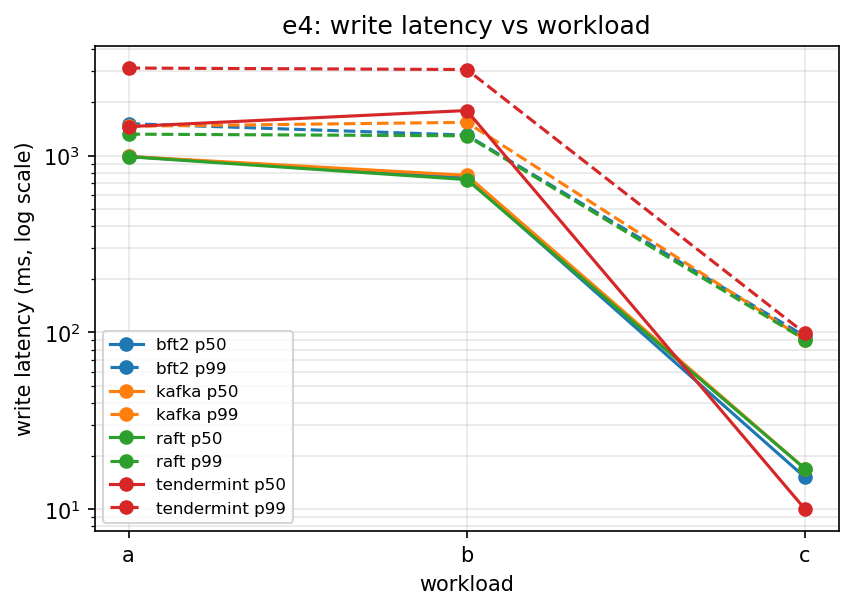 e4: write latency vs workload
write latency (ms, log scale)
10³
10²
10¹
bft2 p50
bft2 p99
kafka p50
kafka p99
raft p50
raft p99
tendermint p50
tendermint p99
a
b
c
workload